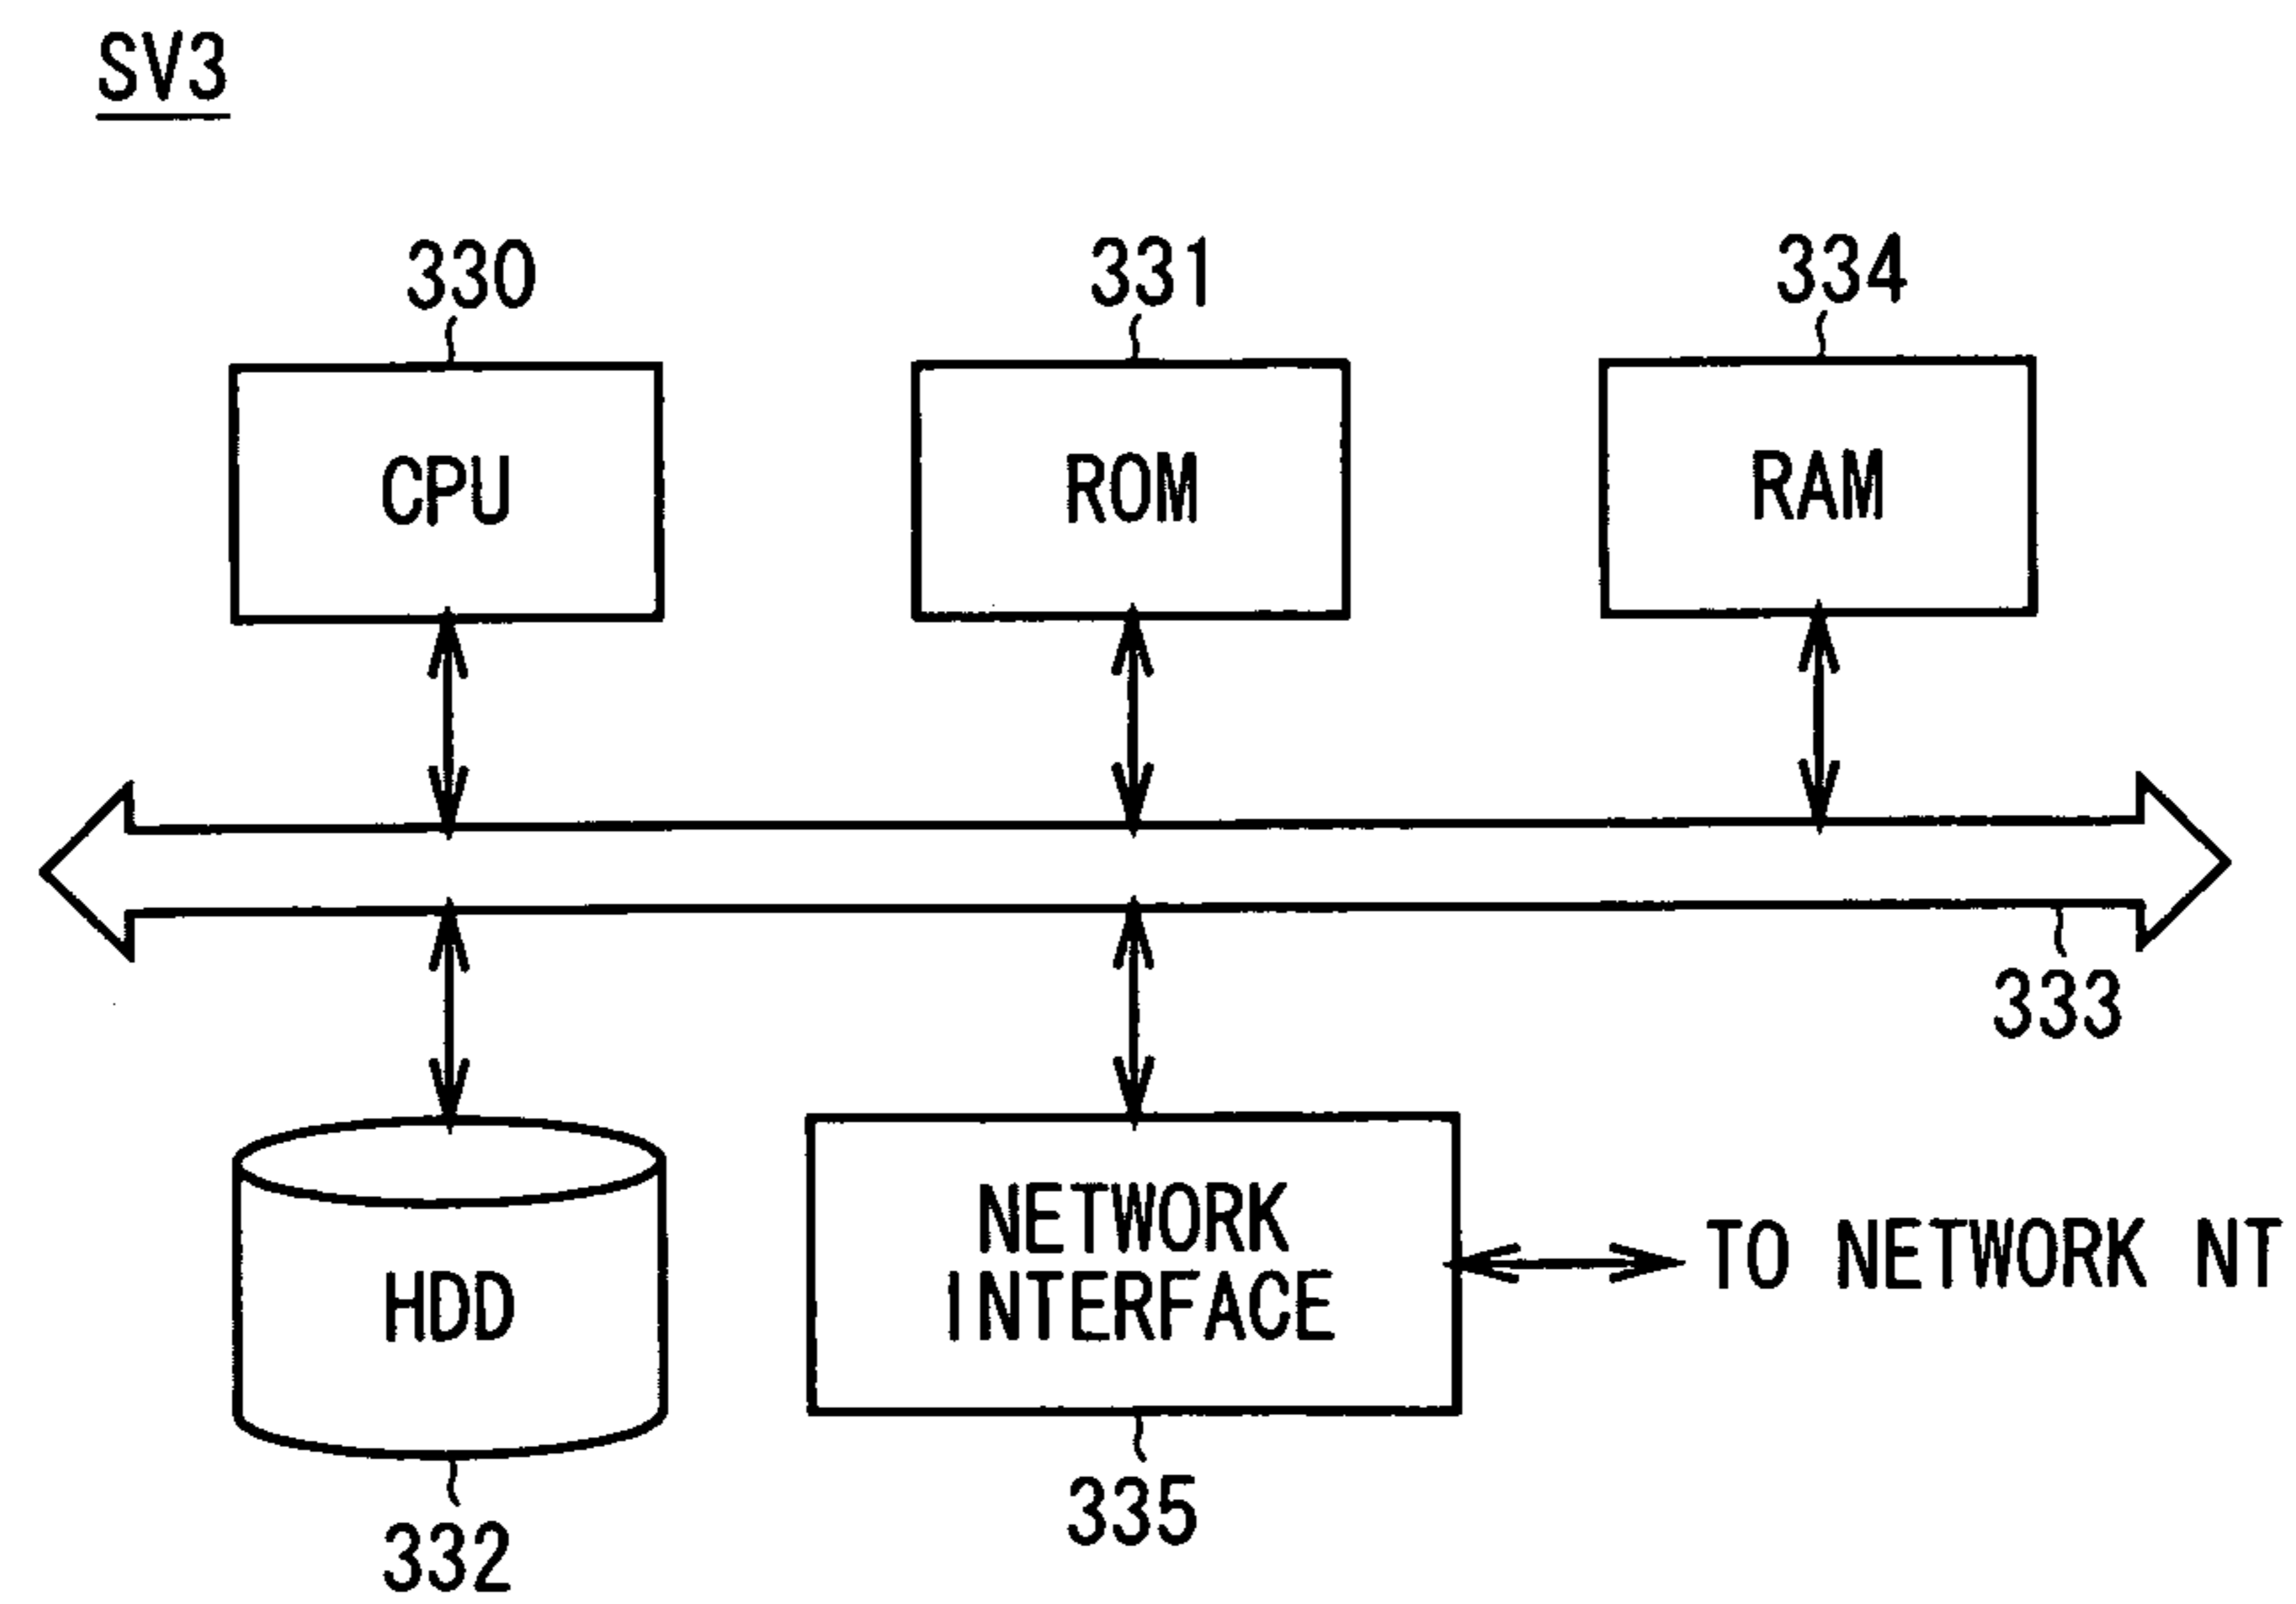 SV3
330
331
334
CPU
ROM
RAM
333
HDD
NETWORK
INTERFACE
TO NETWORK NT
332
335